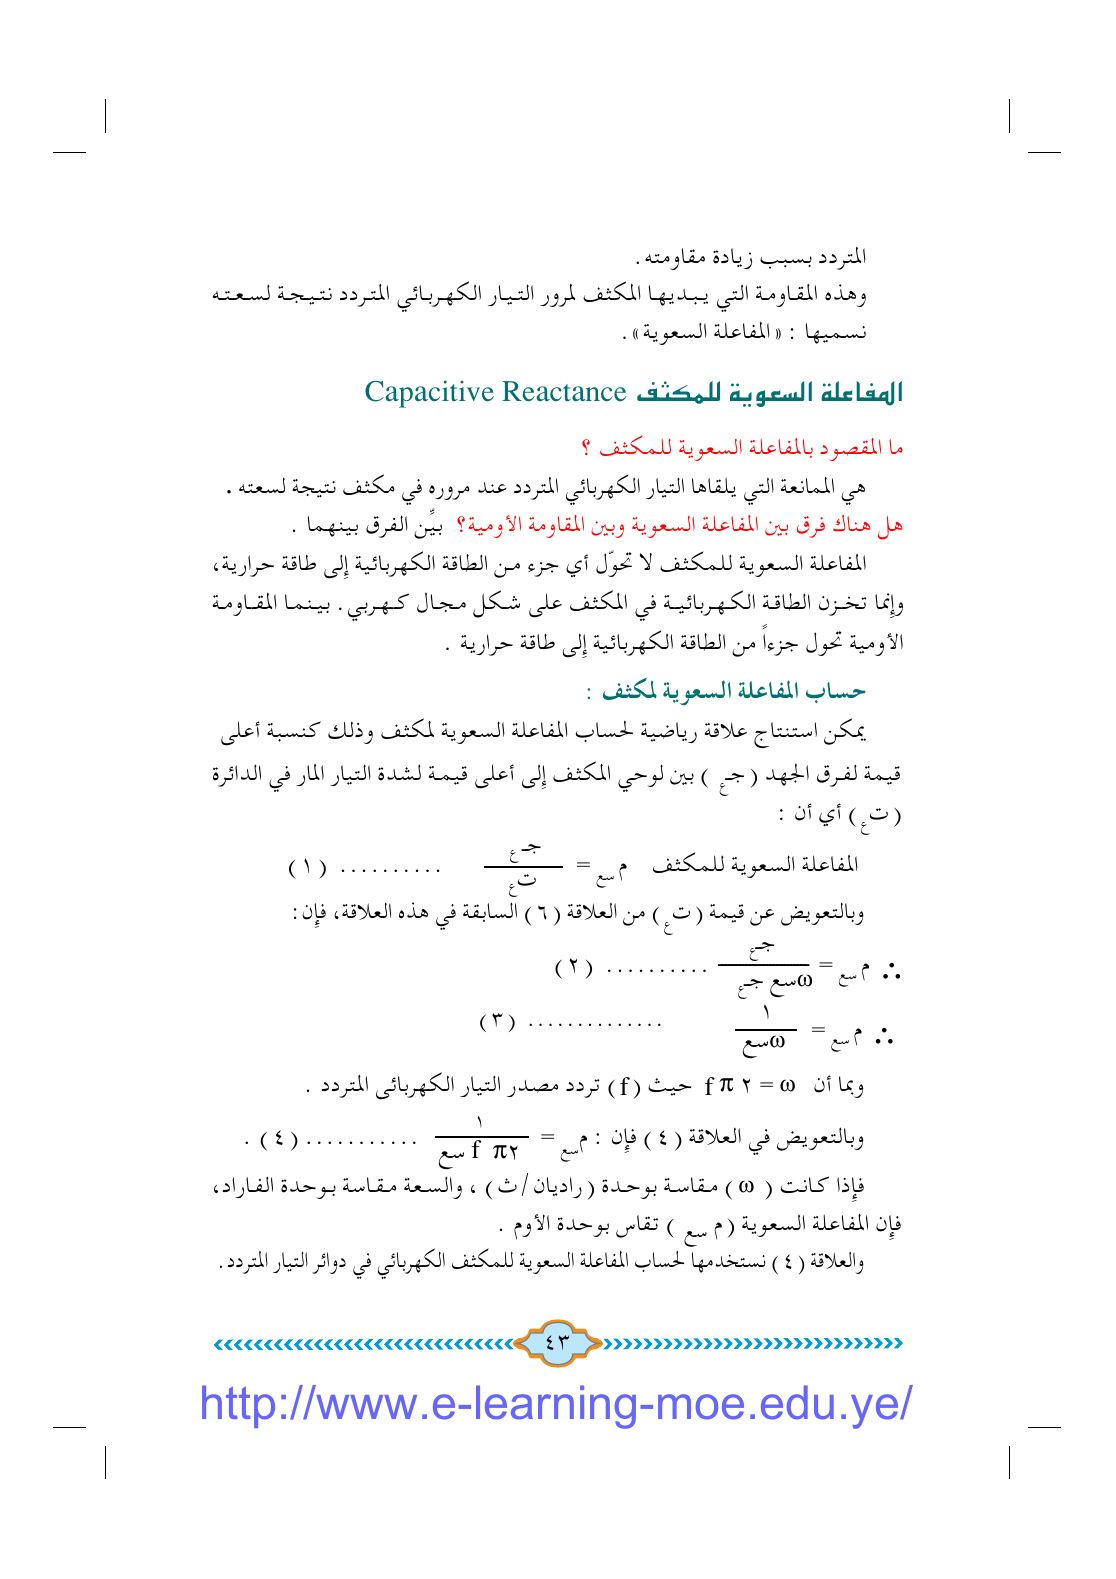 المتردد بسبب زيادة مقاومته .
وهذه المقاومة التي يبديها المكثف لمرور التيار الكهربائي المتردد نتيجة لسعته
نسميها : « المفاعلة السعوية » .
المفاعلة السعوية للمكثف Capacitive Reactance
ما المقصود بالمفاعلة السعوية للمكثف ؟
هي الممانعة التي يلقاها التيار الكهربائي المتردد عند مروره في مكثف نتيجة لسعته .
هل هناك فرق بين المفاعلة السعوية وبين المقاومة الأومية؟ بيِّن الفرق بينهما .
المفاعلة السعوية للمكثف لا تحوّل أي جزء من الطاقة الكهربائية إلى طاقة حرارية،
وإنما تخزن الطاقة الكهربائية في المكثف على شكل مجال كهربي. بينما المقاومة
الأومية تحول جزءاً من الطاقة الكهربائية إلى طاقة حرارية .
حساب المفاعلة السعوية لمكثف :
يمكن استنتاج علاقة رياضية لحساب المفاعلة السعوية لمكثف وذلك كنسبة أعلى
قيمة لفرق الجهد ( جـع ) بين لوحي المكثف إلى أعلى قيمة لشدة التيار المار في الدائرة
( تع ) أي أن :
المفاعلة السعوية للمكثف م سع = جـع / تع .......... ( ١ )
وبالتعويض عن قيمة ( تع ) من العلاقة ( ٦ ) السابقة في هذه العلاقة، فإن:
∴ م سع = جـع / ω سع جـع .......... ( ٢ )
∴ م سع = ١ / ω سع .............. ( ٣ )
وبما أن ω = ٢ π f حيث ( f ) تردد مصدر التيار الكهربائى المتردد .
وبالتعويض في العلاقة ( ٤ ) فإن : م سع = ١ / ٢π f سع ........... ( ٤ ) .
فإذا كانت ( ω ) مقاسة بوحدة ( راديان/ث ) ، والسعة مقاسة بوحدة الفاراد،
فإن المفاعلة السعوية ( م سع ) تقاس بوحدة الأوم .
والعلاقة ( ٤ ) نستخدمها لحساب المفاعلة السعوية للمكثف الكهربائي في دوائر التيار المتردد.
٤٣
http://www.e-learning-moe.edu.ye/